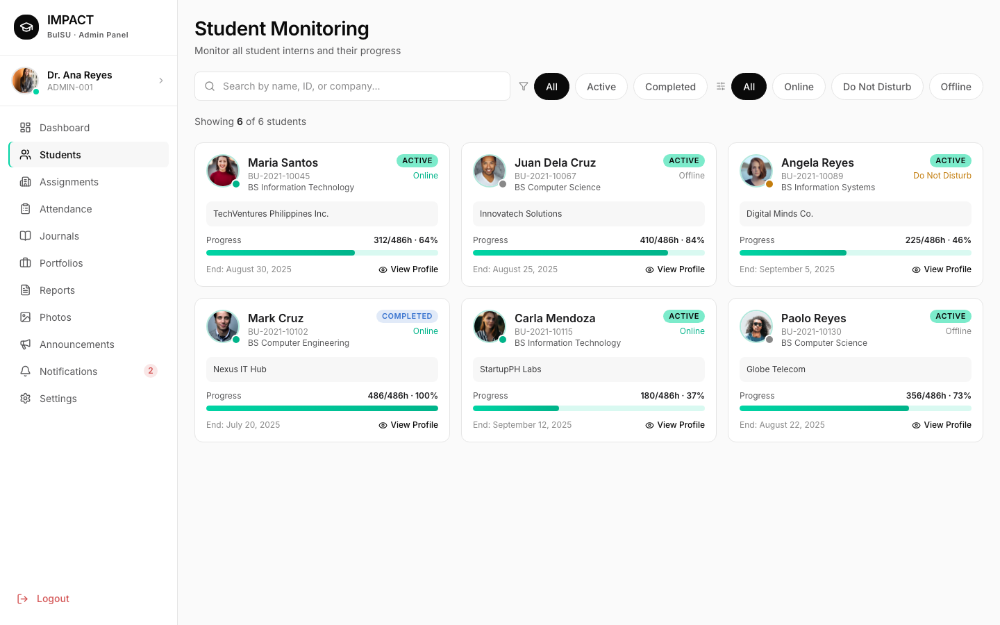 IMPACT
BulSU · Admin Panel
Dr. Ana Reyes
ADMIN-001
Dashboard
Students
Assignments
Attendance
Journals
Portfolios
Reports
Photos
Announcements
Notifications 2
Settings
Logout
Student Monitoring
Monitor all student interns and their progress
Search by name, ID, or company...
All Active Completed All Online Do Not Disturb Offline
Showing 6 of 6 students
Maria Santos ACTIVE
BU-2021-10045 Online
BS Information Technology
TechVentures Philippines Inc.
Progress 312/486h · 64%
End: August 30, 2025 View Profile
Juan Dela Cruz ACTIVE
BU-2021-10067 Offline
BS Computer Science
Innovatech Solutions
Progress 410/486h · 84%
End: August 25, 2025 View Profile
Angela Reyes ACTIVE
BU-2021-10089 Do Not Disturb
BS Information Systems
Digital Minds Co.
Progress 225/486h · 46%
End: September 5, 2025 View Profile
Mark Cruz COMPLETED
BU-2021-10102 Online
BS Computer Engineering
Nexus IT Hub
Progress 486/486h · 100%
End: July 20, 2025 View Profile
Carla Mendoza ACTIVE
BU-2021-10115 Online
BS Information Technology
StartupPH Labs
Progress 180/486h · 37%
End: September 12, 2025 View Profile
Paolo Reyes ACTIVE
BU-2021-10130 Offline
BS Computer Science
Globe Telecom
Progress 356/486h · 73%
End: August 22, 2025 View Profile